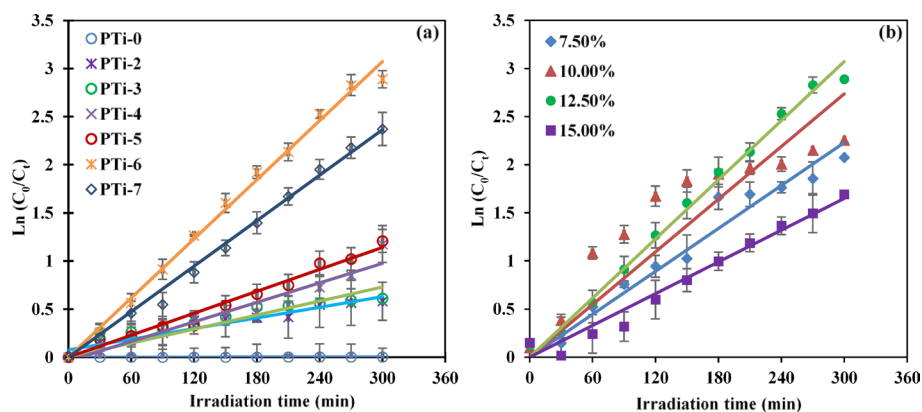 (a)
Ln (C0/Ct)
3.5
3
2.5
2
1.5
1
0.5
0
PTi-0
PTi-2
PTi-3
PTi-4
PTi-5
PTi-6
PTi-7
0 60 120 180 240 300 360
Irradiation time (min)
(b)
Ln (C0/Ct)
3.5
3
2.5
2
1.5
1
0.5
0
7.50%
10.00%
12.50%
15.00%
0 60 120 180 240 300 360
Irradiation time (min)